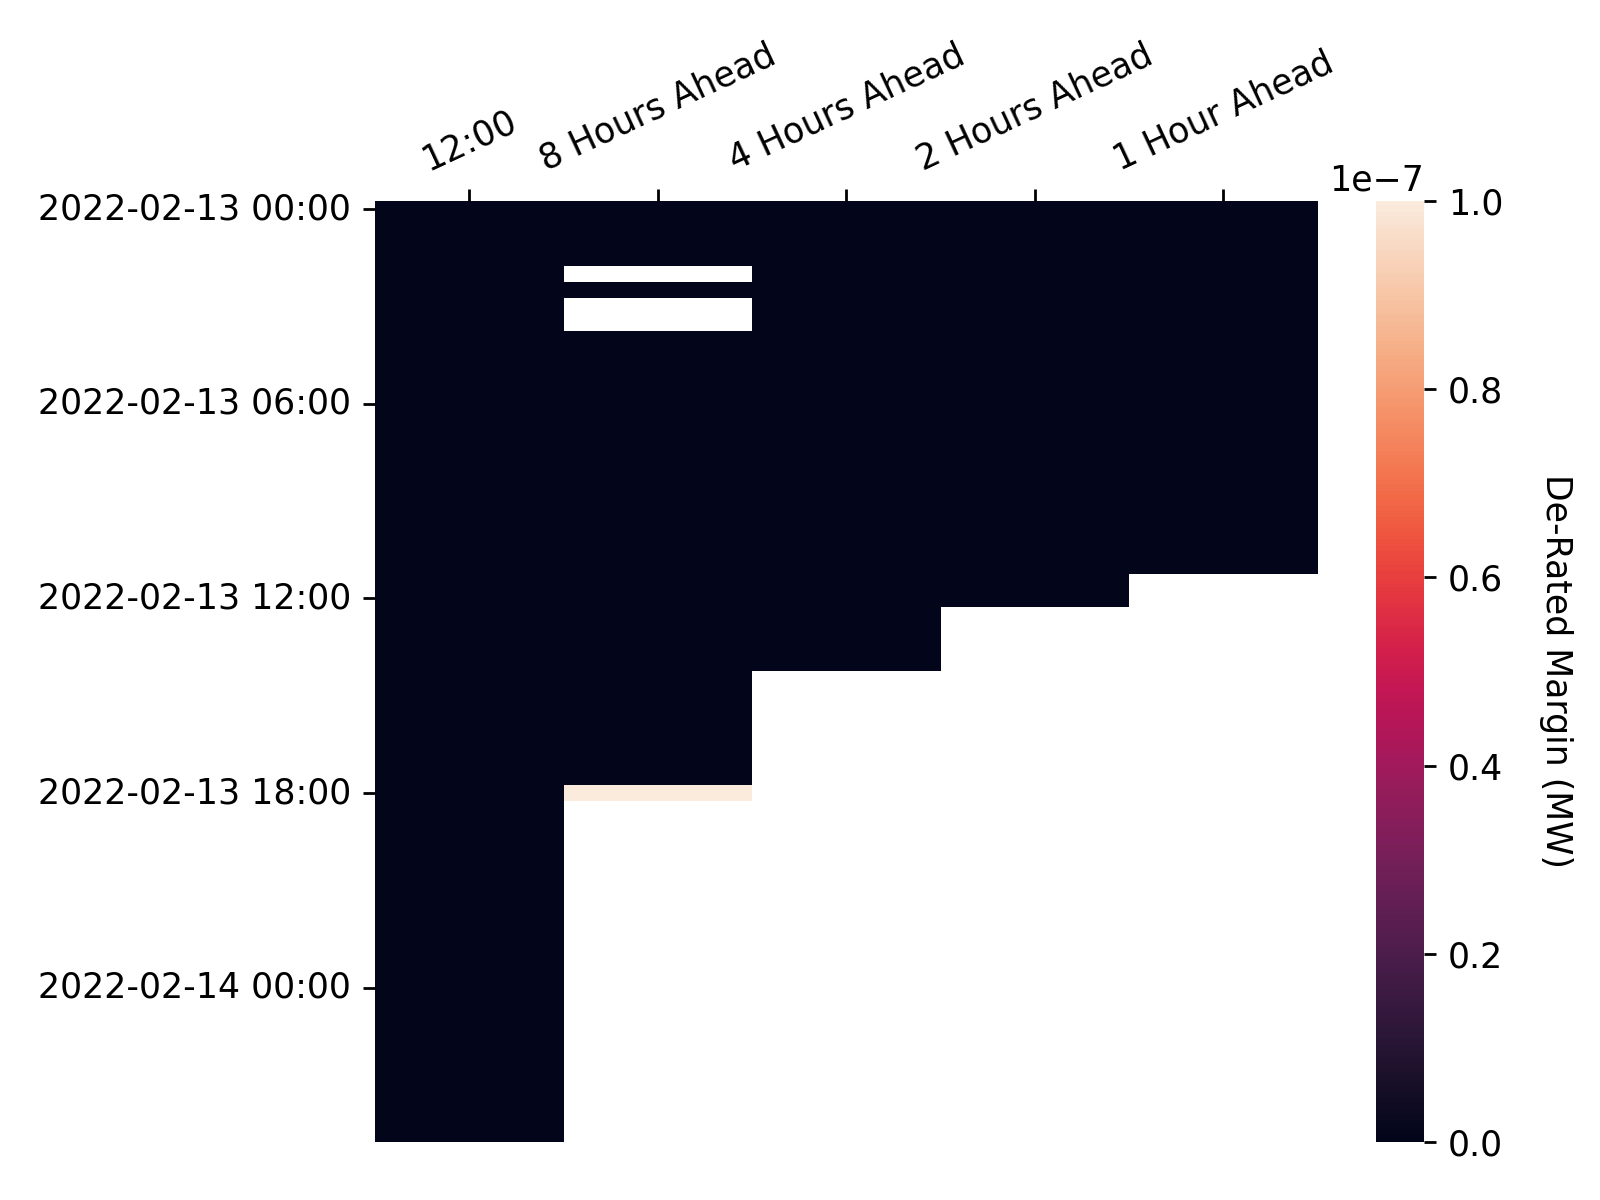 12:00
8 Hours Ahead
4 Hours Ahead
2 Hours Ahead
1 Hour Ahead
2022-02-13 00:00
2022-02-13 06:00
2022-02-13 12:00
2022-02-13 18:00
2022-02-14 00:00
1e−7
1.0
0.8
0.6
0.4
0.2
0.0
De-Rated Margin (MW)